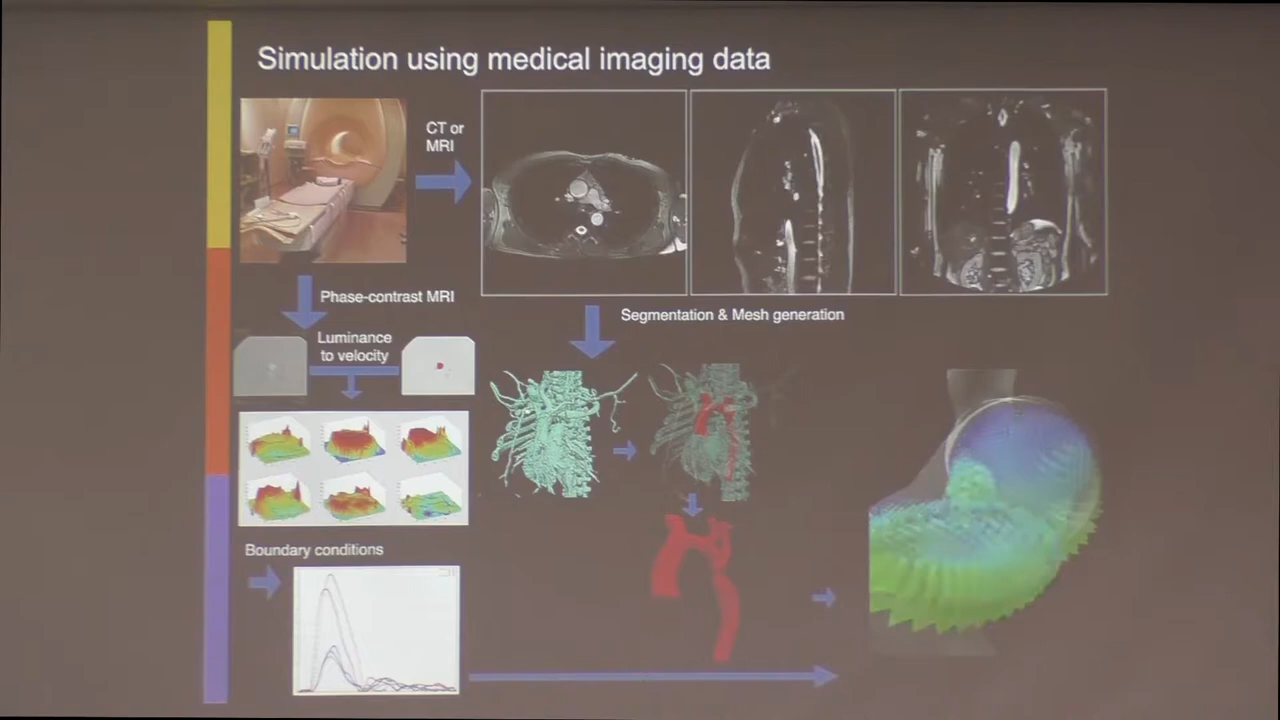 Simulation using medical imaging data
CT or
MRI
Phase-contrast MRI
Segmentation & Mesh generation
Luminance
to velocity
Boundary conditions